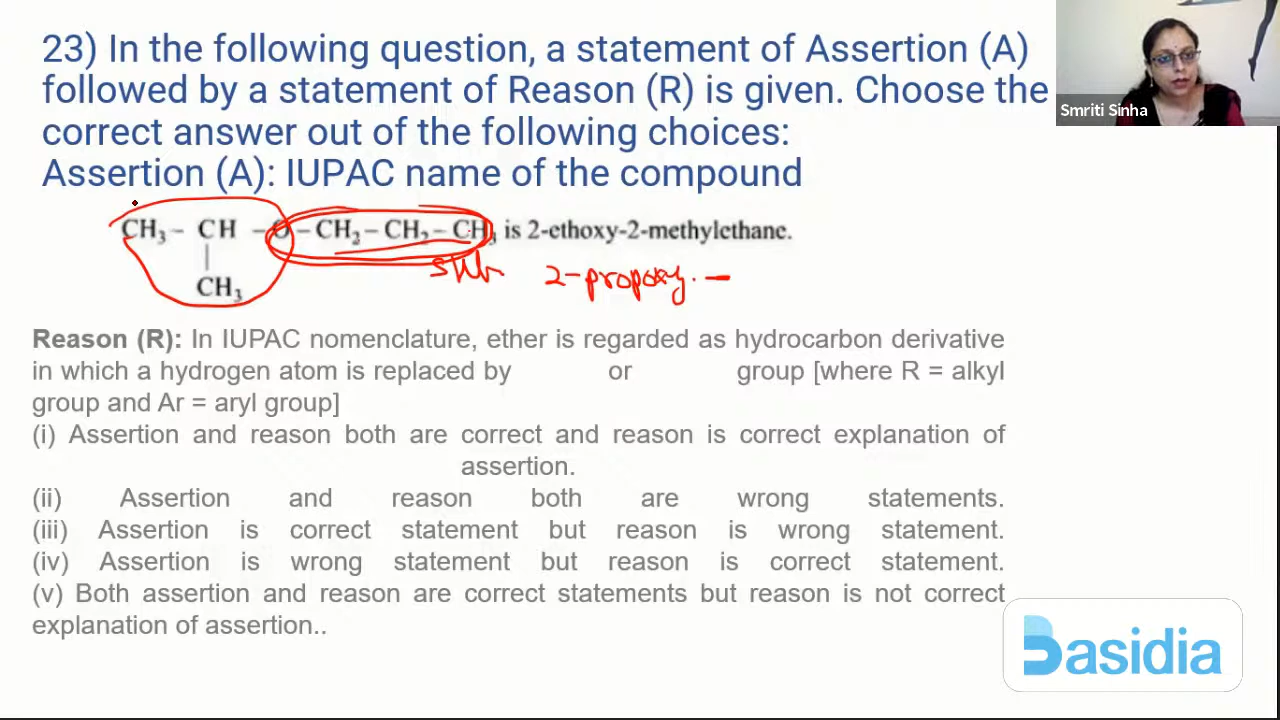 23) In the following question, a statement of Assertion (A)
followed by a statement of Reason (R) is given. Choose the
correct answer out of the following choices:
Assertion (A): IUPAC name of the compound
Smriti Sinha
CH₃ – CH – O – CH₂ – CH₂ – CH₃ is 2-ethoxy-2-methylethane.
|
CH₃
sub 2-propoxy. –
Reason (R): In IUPAC nomenclature, ether is regarded as hydrocarbon derivative
in which a hydrogen atom is replaced by or group [where R = alkyl
group and Ar = aryl group]
(i) Assertion and reason both are correct and reason is correct explanation of
assertion.
(ii) Assertion and reason both are wrong statements.
(iii) Assertion is correct statement but reason is wrong statement.
(iv) Assertion is wrong statement but reason is correct statement.
(v) Both assertion and reason are correct statements but reason is not correct
explanation of assertion..
Basidia